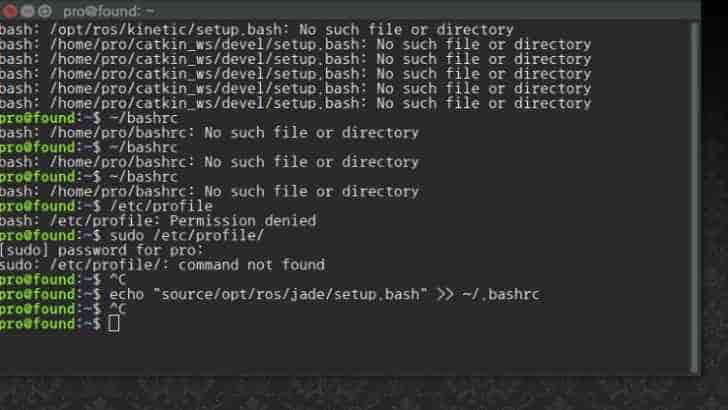 pro@found: ~
bash: /opt/ros/kinetic/setup.bash: No such file or directory
bash: /home/pro/catkin_ws/devel/setup.bash: No such file or directory
bash: /home/pro/catkin_ws/devel/setup.bash: No such file or directory
bash: /home/pro/catkin_ws/devel/setup.bash: No such file or directory
bash: /home/pro/catkin_ws/devel/setup.bash: No such file or directory
bash: /home/pro/catkin_ws/devel/setup.bash: No such file or directory
pro@found:~$ ~/bashrc
bash: /home/pro/bashrc: No such file or directory
pro@found:~$ ~/bashrc
bash: /home/pro/bashrc: No such file or directory
pro@found:~$ ~/bashrc
bash: /home/pro/bashrc: No such file or directory
pro@found:~$ /etc/profile
bash: /etc/profile: Permission denied
pro@found:~$ sudo /etc/profile/
[sudo] password for pro:
sudo: /etc/profile/: command not found
pro@found:~$ ^C
pro@found:~$ echo "source/opt/ros/jade/setup.bash" >> ~/.bashrc
pro@found:~$ ^C
pro@found:~$